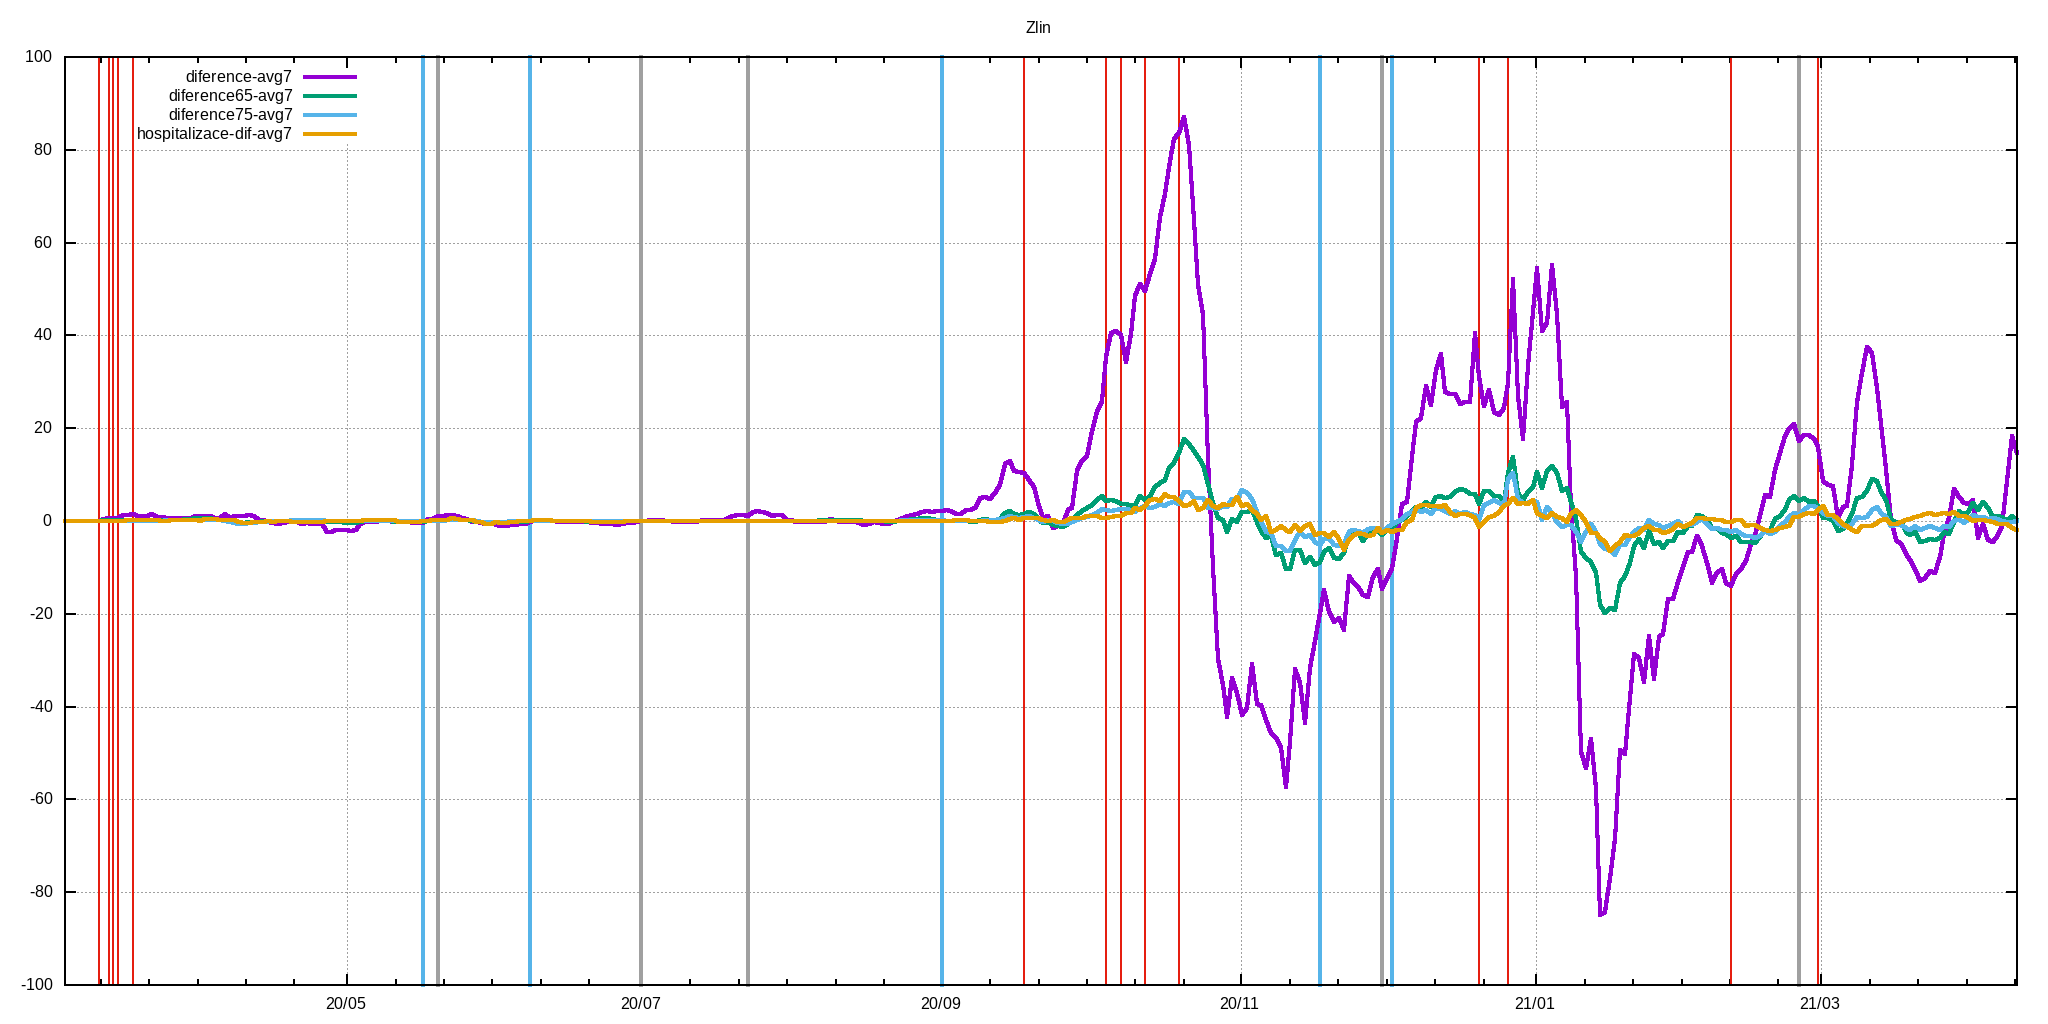 Zlin
diference-avg7
diference65-avg7
diference75-avg7
hospitalizace-dif-avg7
100
80
60
40
20
0
-20
-40
-60
-80
-100
20/05 20/07 20/09 20/11 21/01 21/03